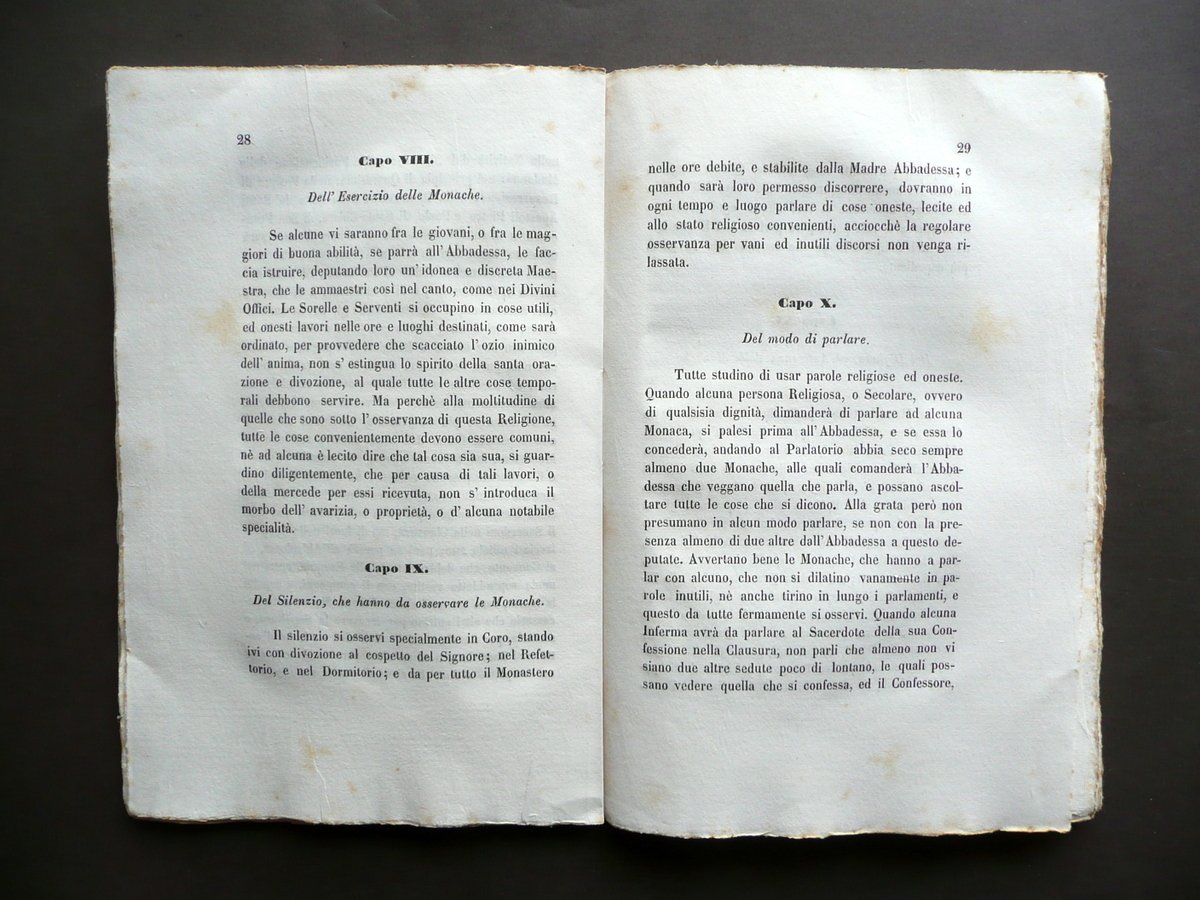 28
Capo VIII.
Dell' Esercizio delle Monache.
Se alcune vi saranno fra le giovani, o fra le mag-
giori di buona abilità, se parrà all' Abbadessa, le fac-
cia istruire, deputando loro un' idonea e discreta Mae-
stra, che le ammaestri così nel canto, come nei Divini
Offici. Le Sorelle e Serventi si occupino in cose utili,
ed onesti lavori nelle ore e luoghi destinati, come sarà
ordinato, per provvedere che scacciato l' ozio inimico
dell' anima, non s' estingua lo spirito della santa ora-
zione e divozione, al quale tutte le altre cose tempo-
rali debbono servire. Ma perchè alla moltitudine di
quelle che sono sotto l' osservanza di questa Religione,
tutte le cose convenientemente devono essere comuni,
nè ad alcuna è lecito dire che tal cosa sia sua, si guar-
dino diligentemente, che per causa di tali lavori, o
della mercede per essi ricevuta, non s' introduca il
morbo dell' avarizia, o proprietà, o d' alcuna notabile
specialità.
Capo IX.
Del Silenzio, che hanno da osservare le Monache.
Il silenzio si osservi specialmente in Coro, stando
ivi con divozione al cospetto del Signore; nel Refet-
torio, e nel Dormitorio; e da per tutto il Monastero
29
nelle ore debite, e stabilite dalla Madre Abbadessa; e
quando sarà loro permesso discorrere, dovranno in
ogni tempo e luogo parlare di cose oneste, lecite ed
allo stato religioso convenienti, acciocchè la regolare
osservanza per vani ed inutili discorsi non venga ri-
lassata.
Capo X.
Del modo di parlare.
Tutte studino di usar parole religiose ed oneste.
Quando alcuna persona Religiosa, o Secolare, ovvero
di qualsisia dignità, dimanderà di parlare ad alcuna
Monaca, si palesi prima all' Abbadessa, e se essa lo
concederà, andando al Parlatorio abbia seco sempre
almeno due Monache, alle quali comanderà l' Abba-
dessa che veggano quella che parla, e possano ascol-
tare tutte le cose che si dicono. Alla grata però non
presumano in alcun modo parlare, se non con la pre-
senza almeno di due altre dall' Abbadessa a questo de-
putate. Avvertano bene le Monache, che hanno a par-
lar con alcuno, che non si dilatino vanamente in pa-
role inutili, nè anche tirino in lungo i parlamenti, e
questo da tutte fermamente si osservi. Quando alcuna
Inferma avrà da parlare al Sacerdote della sua Con-
fessione nella Clausura, non parli che almeno non vi
siano due altre sedute poco di lontano, le quali pos-
sano vedere quella che si confessa, ed il Confessore,